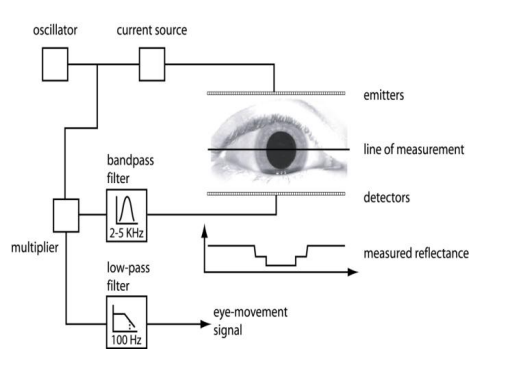 oscillator
current source
emitters
line of measurement
bandpass
filter
2-5 KHz
detectors
multiplier
measured reflectance
low-pass
filter
100 Hz
eye-movement
signal